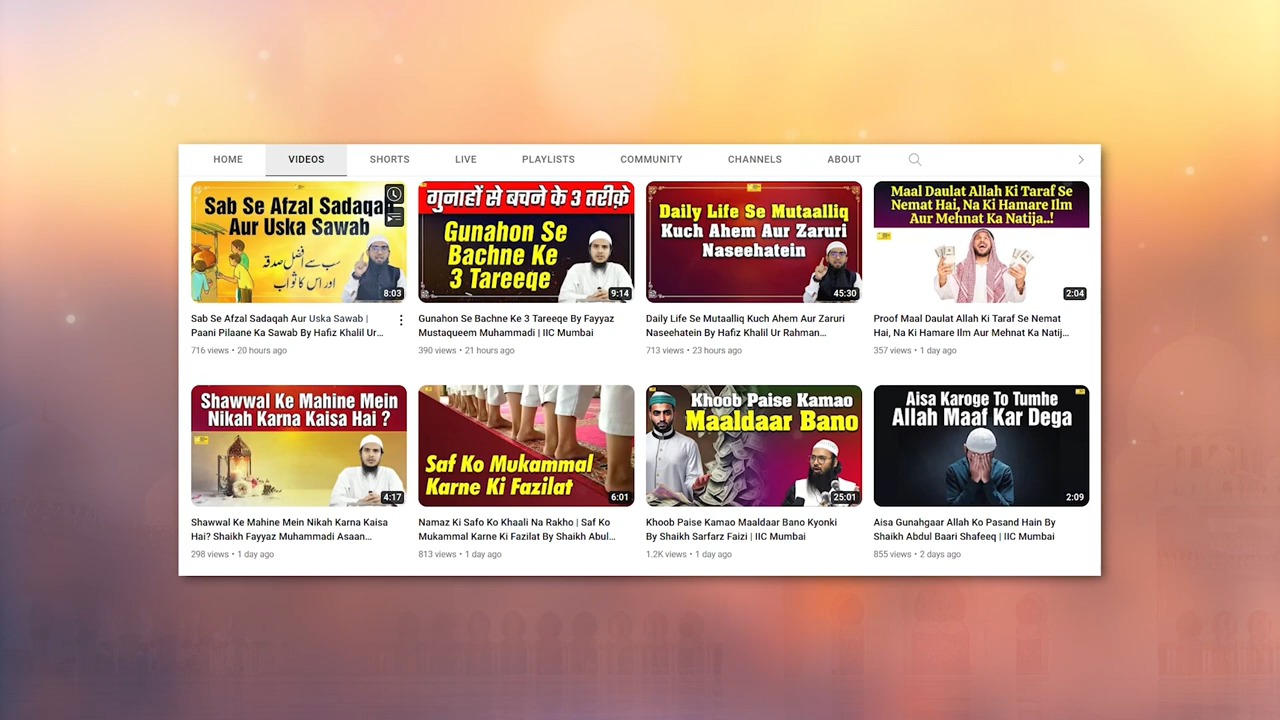 HOME VIDEOS SHORTS LIVE PLAYLISTS COMMUNITY CHANNELS ABOUT
Sab Se Afzal Sadaqah
Aur Uska Sawab
سب سے افضل صدقہ
اور اس کا ثواب
8:03
गुनाहों से बचने के 3 तरीक़े
Gunahon Se
Bachne Ke
3 Tareeqe
9:14
Daily Life Se Mutaalliq
Kuch Ahem Aur Zaruri
Naseehatein
45:30
Maal Daulat Allah Ki Taraf Se
Nemat Hai, Na Ki Hamare Ilm
Aur Mehnat Ka Natija..!
2:04
Sab Se Afzal Sadaqah Aur Uska Sawab |
Paani Pilaane Ka Sawab By Hafiz Khalil Ur...
716 views • 20 hours ago
Gunahon Se Bachne Ke 3 Tareeqe By Fayyaz
Mustaqueem Muhammadi | IIC Mumbai
390 views • 21 hours ago
Daily Life Se Mutaalliq Kuch Ahem Aur Zaruri
Naseehatein By Hafiz Khalil Ur Rahman...
713 views • 23 hours ago
Proof Maal Daulat Allah Ki Taraf Se Nemat
Hai, Na Ki Hamare Ilm Aur Mehnat Ka Natij...
357 views • 1 day ago
Shawwal Ke Mahine Mein
Nikah Karna Kaisa Hai ?
4:17
Saf Ko Mukammal
Karne Ki Fazilat
6:01
Khoob Paise Kamao
Maaldaar Bano
25:01
Aisa Karoge To Tumhe
Allah Maaf Kar Dega
2:09
Shawwal Ke Mahine Mein Nikah Karna Kaisa
Hai? Shaikh Fayyaz Muhammadi Asaan...
298 views • 1 day ago
Namaz Ki Safo Ko Khaali Na Rakho | Saf Ko
Mukammal Karne Ki Fazilat By Shaikh Abul...
813 views • 1 day ago
Khoob Paise Kamao Maaldaar Bano Kyonki
By Shaikh Sarfarz Faizi | IIC Mumbai
1.2K views • 1 day ago
Aisa Gunahgaar Allah Ko Pasand Hain By
Shaikh Abdul Baari Shafeeq | IIC Mumbai
855 views • 2 days ago